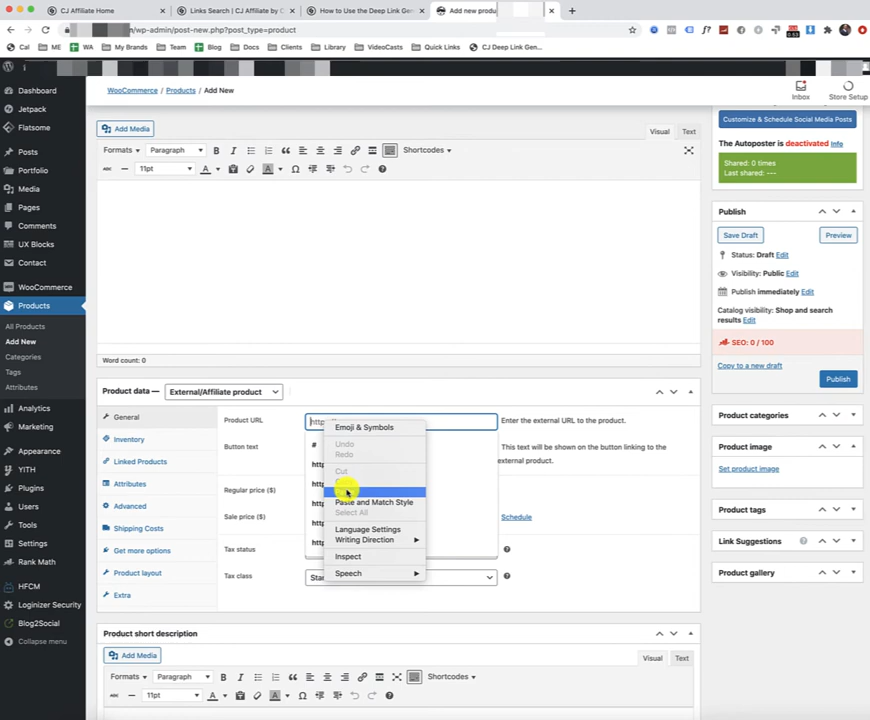 CJ Affiliate Home
Links Search | CJ Affiliate by C
How to Use the Deep Link Gen
Add new produ
/wp-admin/post-new.php?post_type=product
Cal
ME
WA
My Brands
Team
Blog
Docs
Clients
Library
VideoCasts
Quick Links
CJ Deep Link Gen...
WooCommerce / Products / Add New
Inbox
Store Setup
Dashboard
Jetpack
Flatsome
Posts
Portfolio
Media
Pages
Comments
UX Blocks
Contact
WooCommerce
Products
All Products
Add New
Categories
Tags
Attributes
Analytics
Marketing
Appearance
YITH
Plugins
Users
Tools
Settings
Rank Math
HFCM
Loginizer Security
Blog2Social
Collapse menu
Add Media
Visual
Text
Formats
Paragraph
B
I
Shortcodes
ABC
11pt
A
A
Word count: 0
Product data —
External/Affiliate product
General
Inventory
Linked Products
Attributes
Advanced
Shipping Costs
Get more options
Product layout
Extra
Product URL
Enter the external URL to the product.
Button text
This text will be shown on the button linking to the
external product.
Regular price ($)
Sale price ($)
Schedule
Tax status
Tax class
#
Emoji & Symbols
Undo
Redo
Cut
Paste and Match Style
Select All
Language Settings
Writing Direction
Inspect
Speech
Product short description
Add Media
Visual
Text
Formats
Paragraph
B
I
Shortcodes
ABC
11pt
A
A
Customize & Schedule Social Media Posts
The Autoposter is deactivated Info
Shared: 0 times
Last shared: ---
Publish
Save Draft
Preview
Status: Draft Edit
Visibility: Public Edit
Publish immediately Edit
Catalog visibility: Shop and search
results Edit
SEO: 0 / 100
Copy to a new draft
Publish
Product categories
Product image
Set product image
Product tags
Link Suggestions
Product gallery